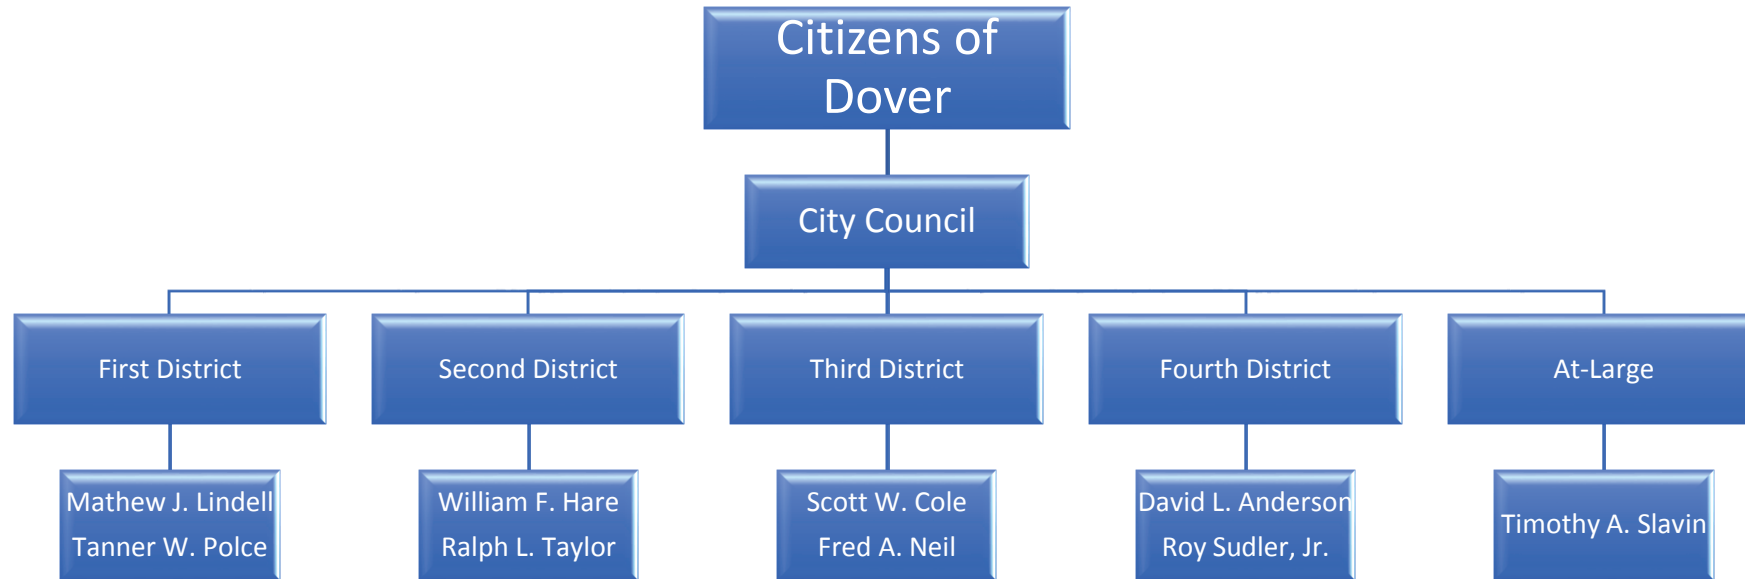 Citizens of
Dover
City Council
First District
Second District
Third District
Fourth District
At-Large
Mathew J. Lindell
Tanner W. Polce
William F. Hare
Ralph L. Taylor
Scott W. Cole
Fred A. Neil
David L. Anderson
Roy Sudler, Jr.
Timothy A. Slavin